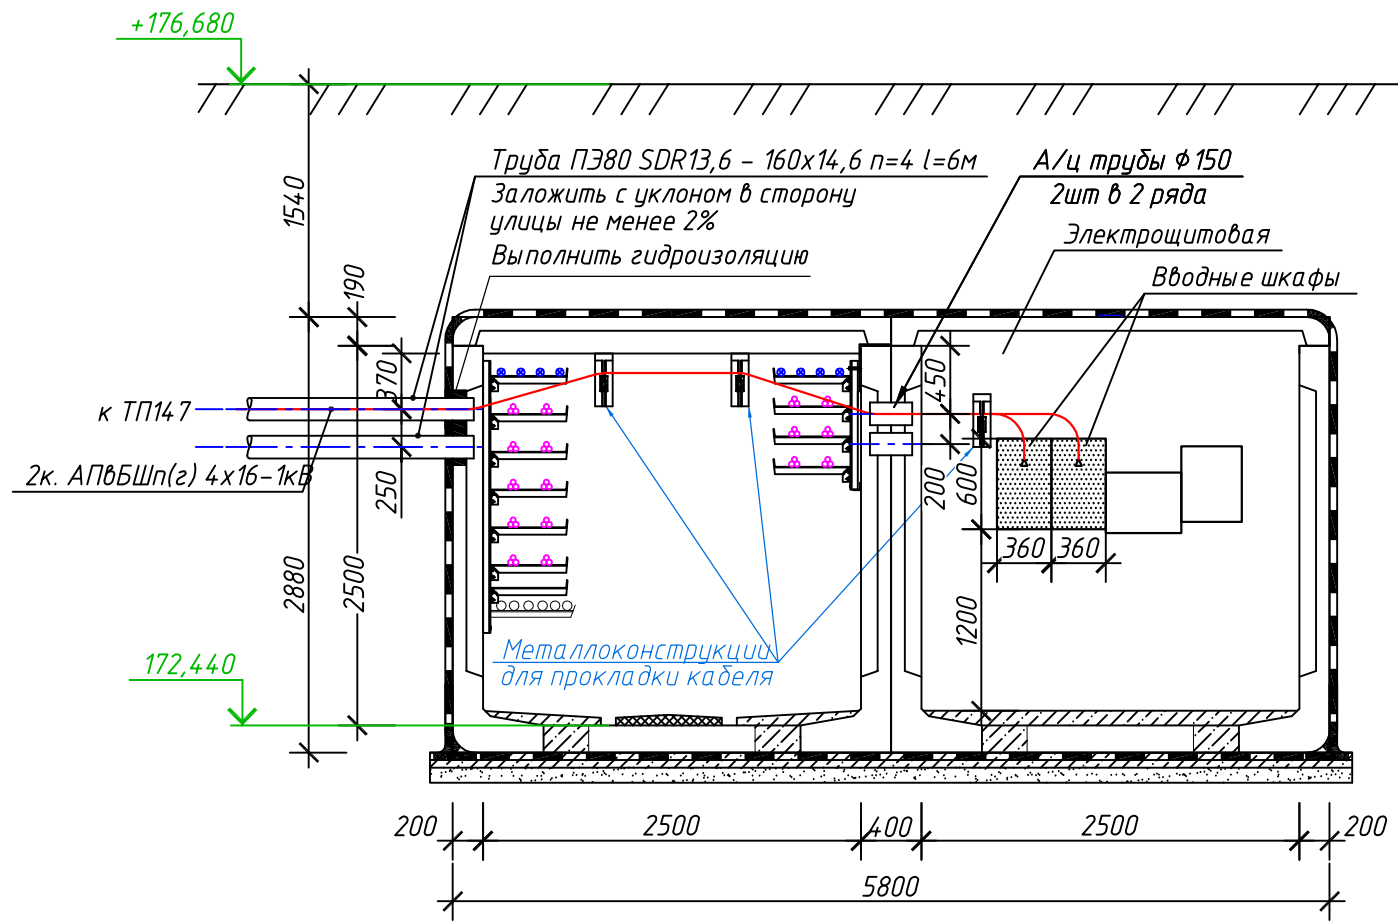 +176,680
Труба ПЭ80 SDR13,6 - 160х14,6 n=4 l=6м
Заложить с уклоном в сторону
улицы не менее 2%
Выполнить гидроизоляцию
А/ц трубы ф150
2шт в 2 ряда
Электрощитовая
Вводные шкафы
1540
190
370
450
к ТП147
2к. АПвБШп(г) 4х16-1кВ
250
200
600
360
360
2880
2500
1200
Металлоконструкции
для прокладки кабеля
172,440
200
2500
400
2500
200
5800